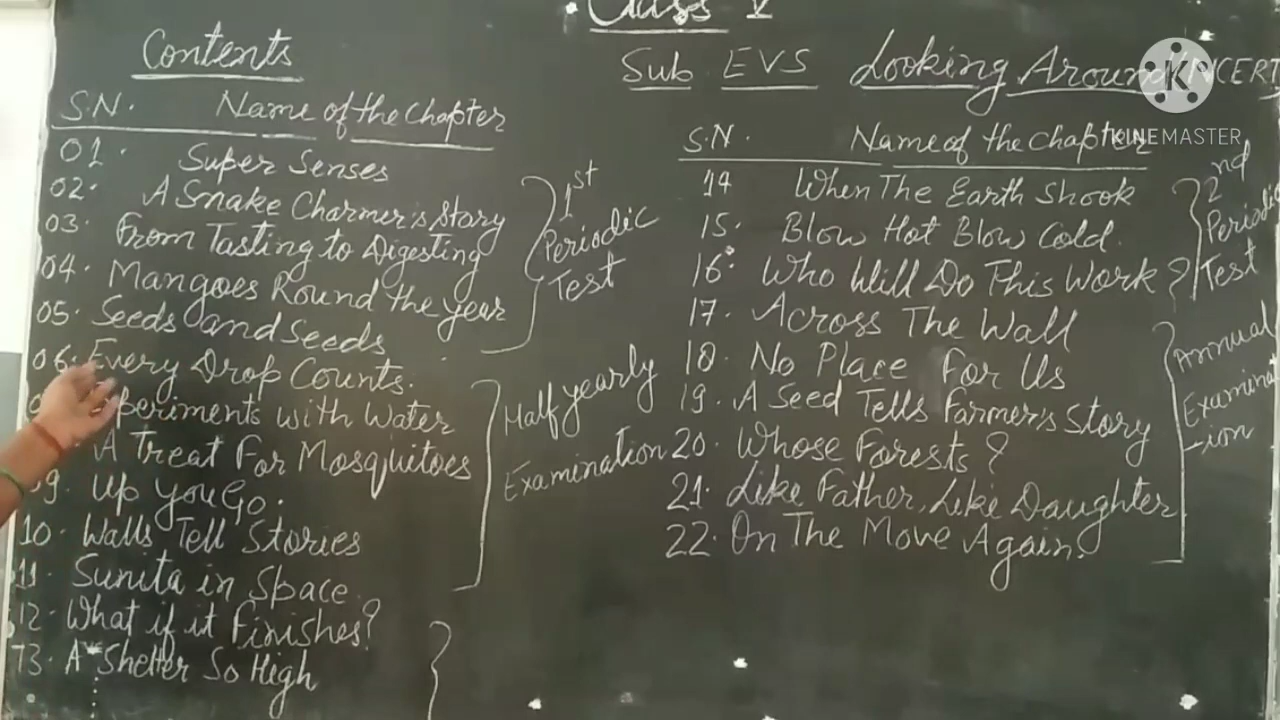 Class V
Contents
Sub EVS Looking Around NCERT
S.N. Name of the Chapter
01. Super Senses
02. A Snake Charmer's Story
03. From Tasting to Digesting
04. Mangoes Round the year
05. Seeds and Seeds
1st
Periodic
Test
06. Every Drop Counts.
periments with Water
A Treat For Mosquitoes
09. Up You Go.
10. Walls Tell Stories
11. Sunita in Space.
Half yearly
Examination
12. What if it Finishes?
13. A Shelter So High
S.N. Name of the Chapter
14 When The Earth Shook
15. Blow Hot Blow Cold.
16. Who Will Do This Work?
2nd
Periodic
Test
17. Across The Wall
18. No Place For Us
19. A Seed Tells Farmer's Story
20. Whose Forests?
21. Like Father, Like Daughter
22. On The Move Again.
Annual
Examinat
-ion
K
KINEMASTER